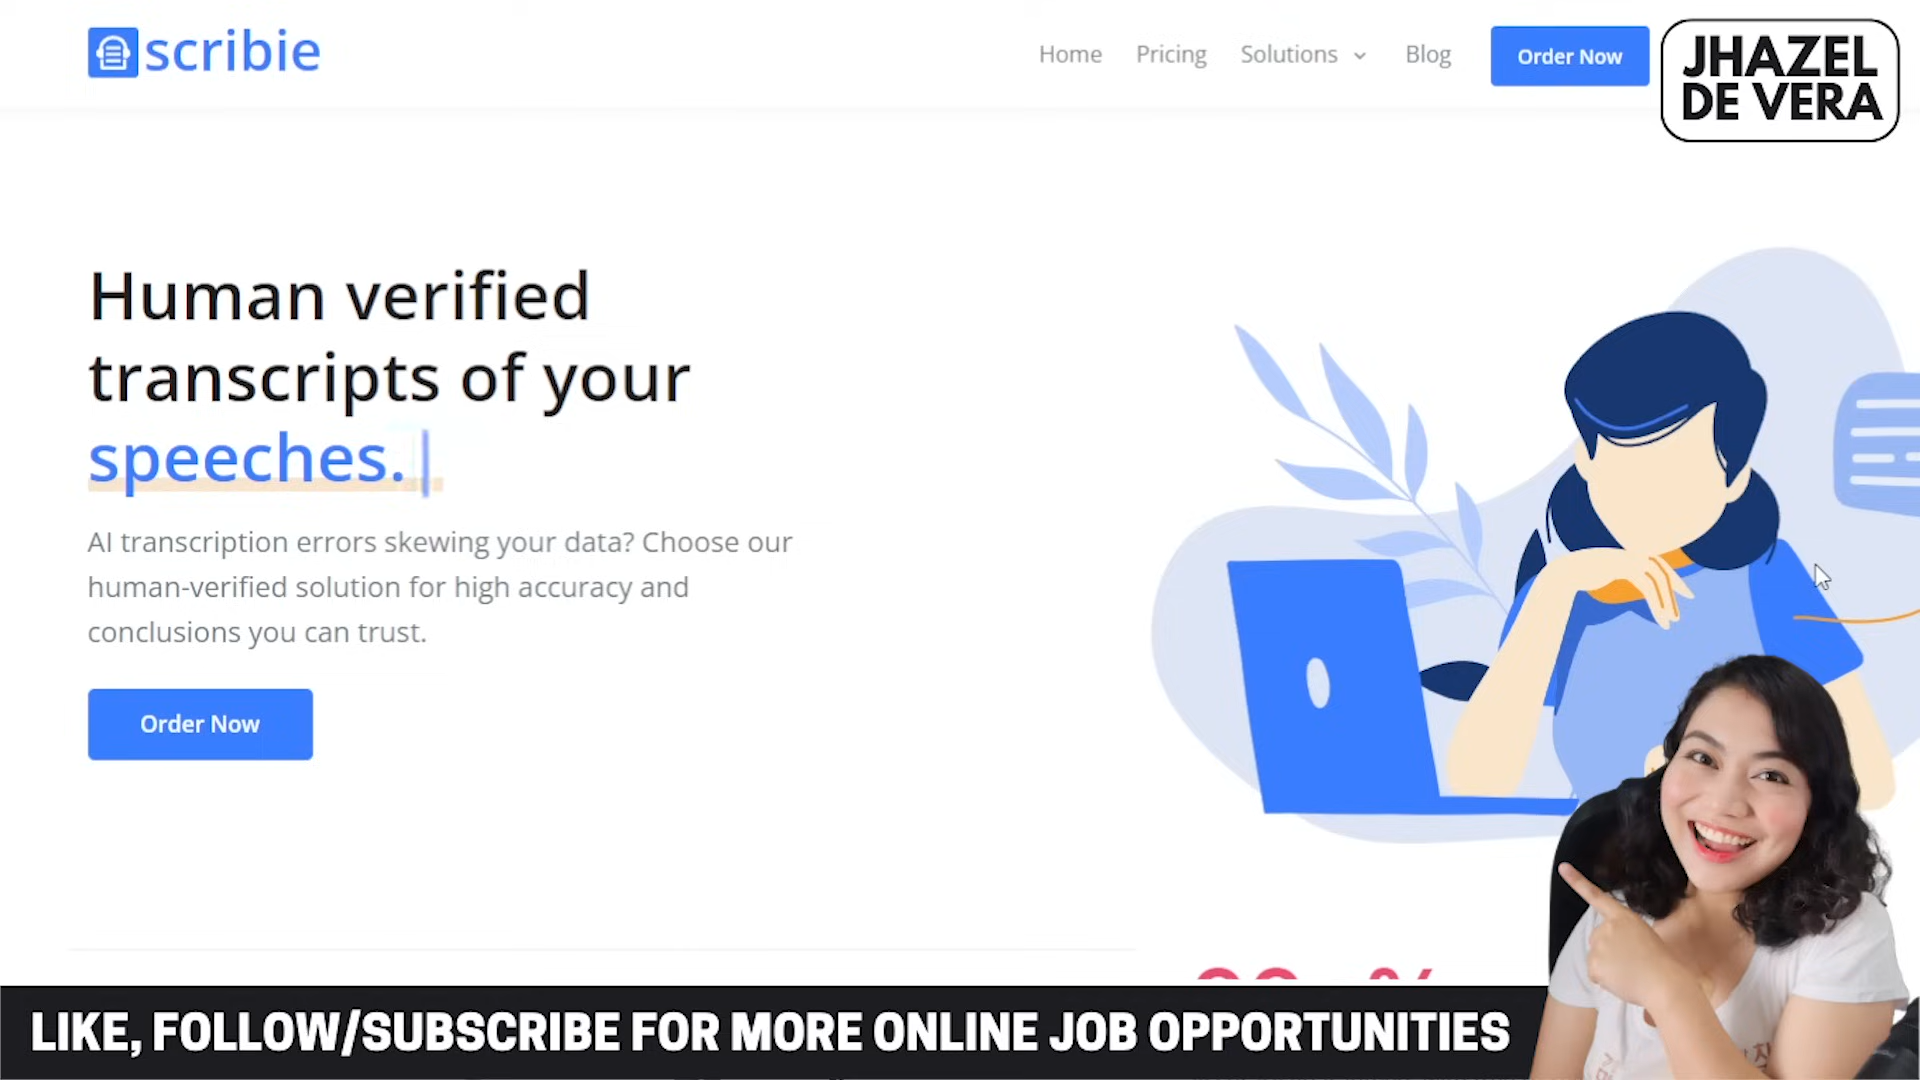 scribie
Home
Pricing
Solutions
Blog
Order Now
JHAZEL
DE VERA
Human verified
transcripts of your
speeches.
AI transcription errors skewing your data? Choose our
human-verified solution for high accuracy and
conclusions you can trust.
Order Now
LIKE, FOLLOW/SUBSCRIBE FOR MORE ONLINE JOB OPPORTUNITIES